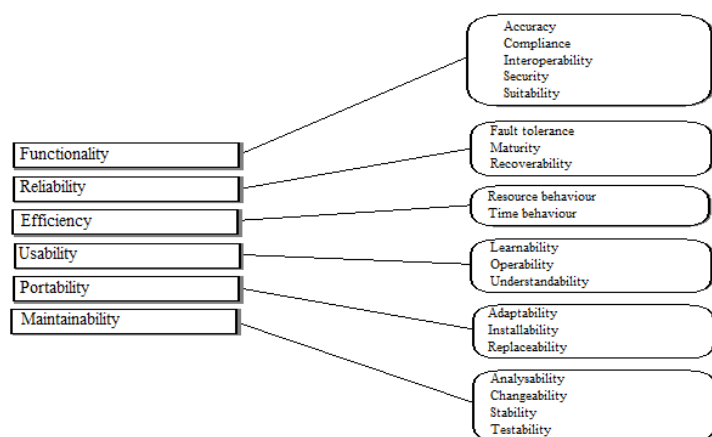 Functionality
Reliability
Efficiency
Usability
Portability
Maintainability
Accuracy
Compliance
Interoperability
Security
Suitability
Fault tolerance
Maturity
Recoverability
Resource behaviour
Time behaviour
Learnability
Operability
Understandability
Adaptability
Installability
Replaceability
Analysability
Changeability
Stability
Testability